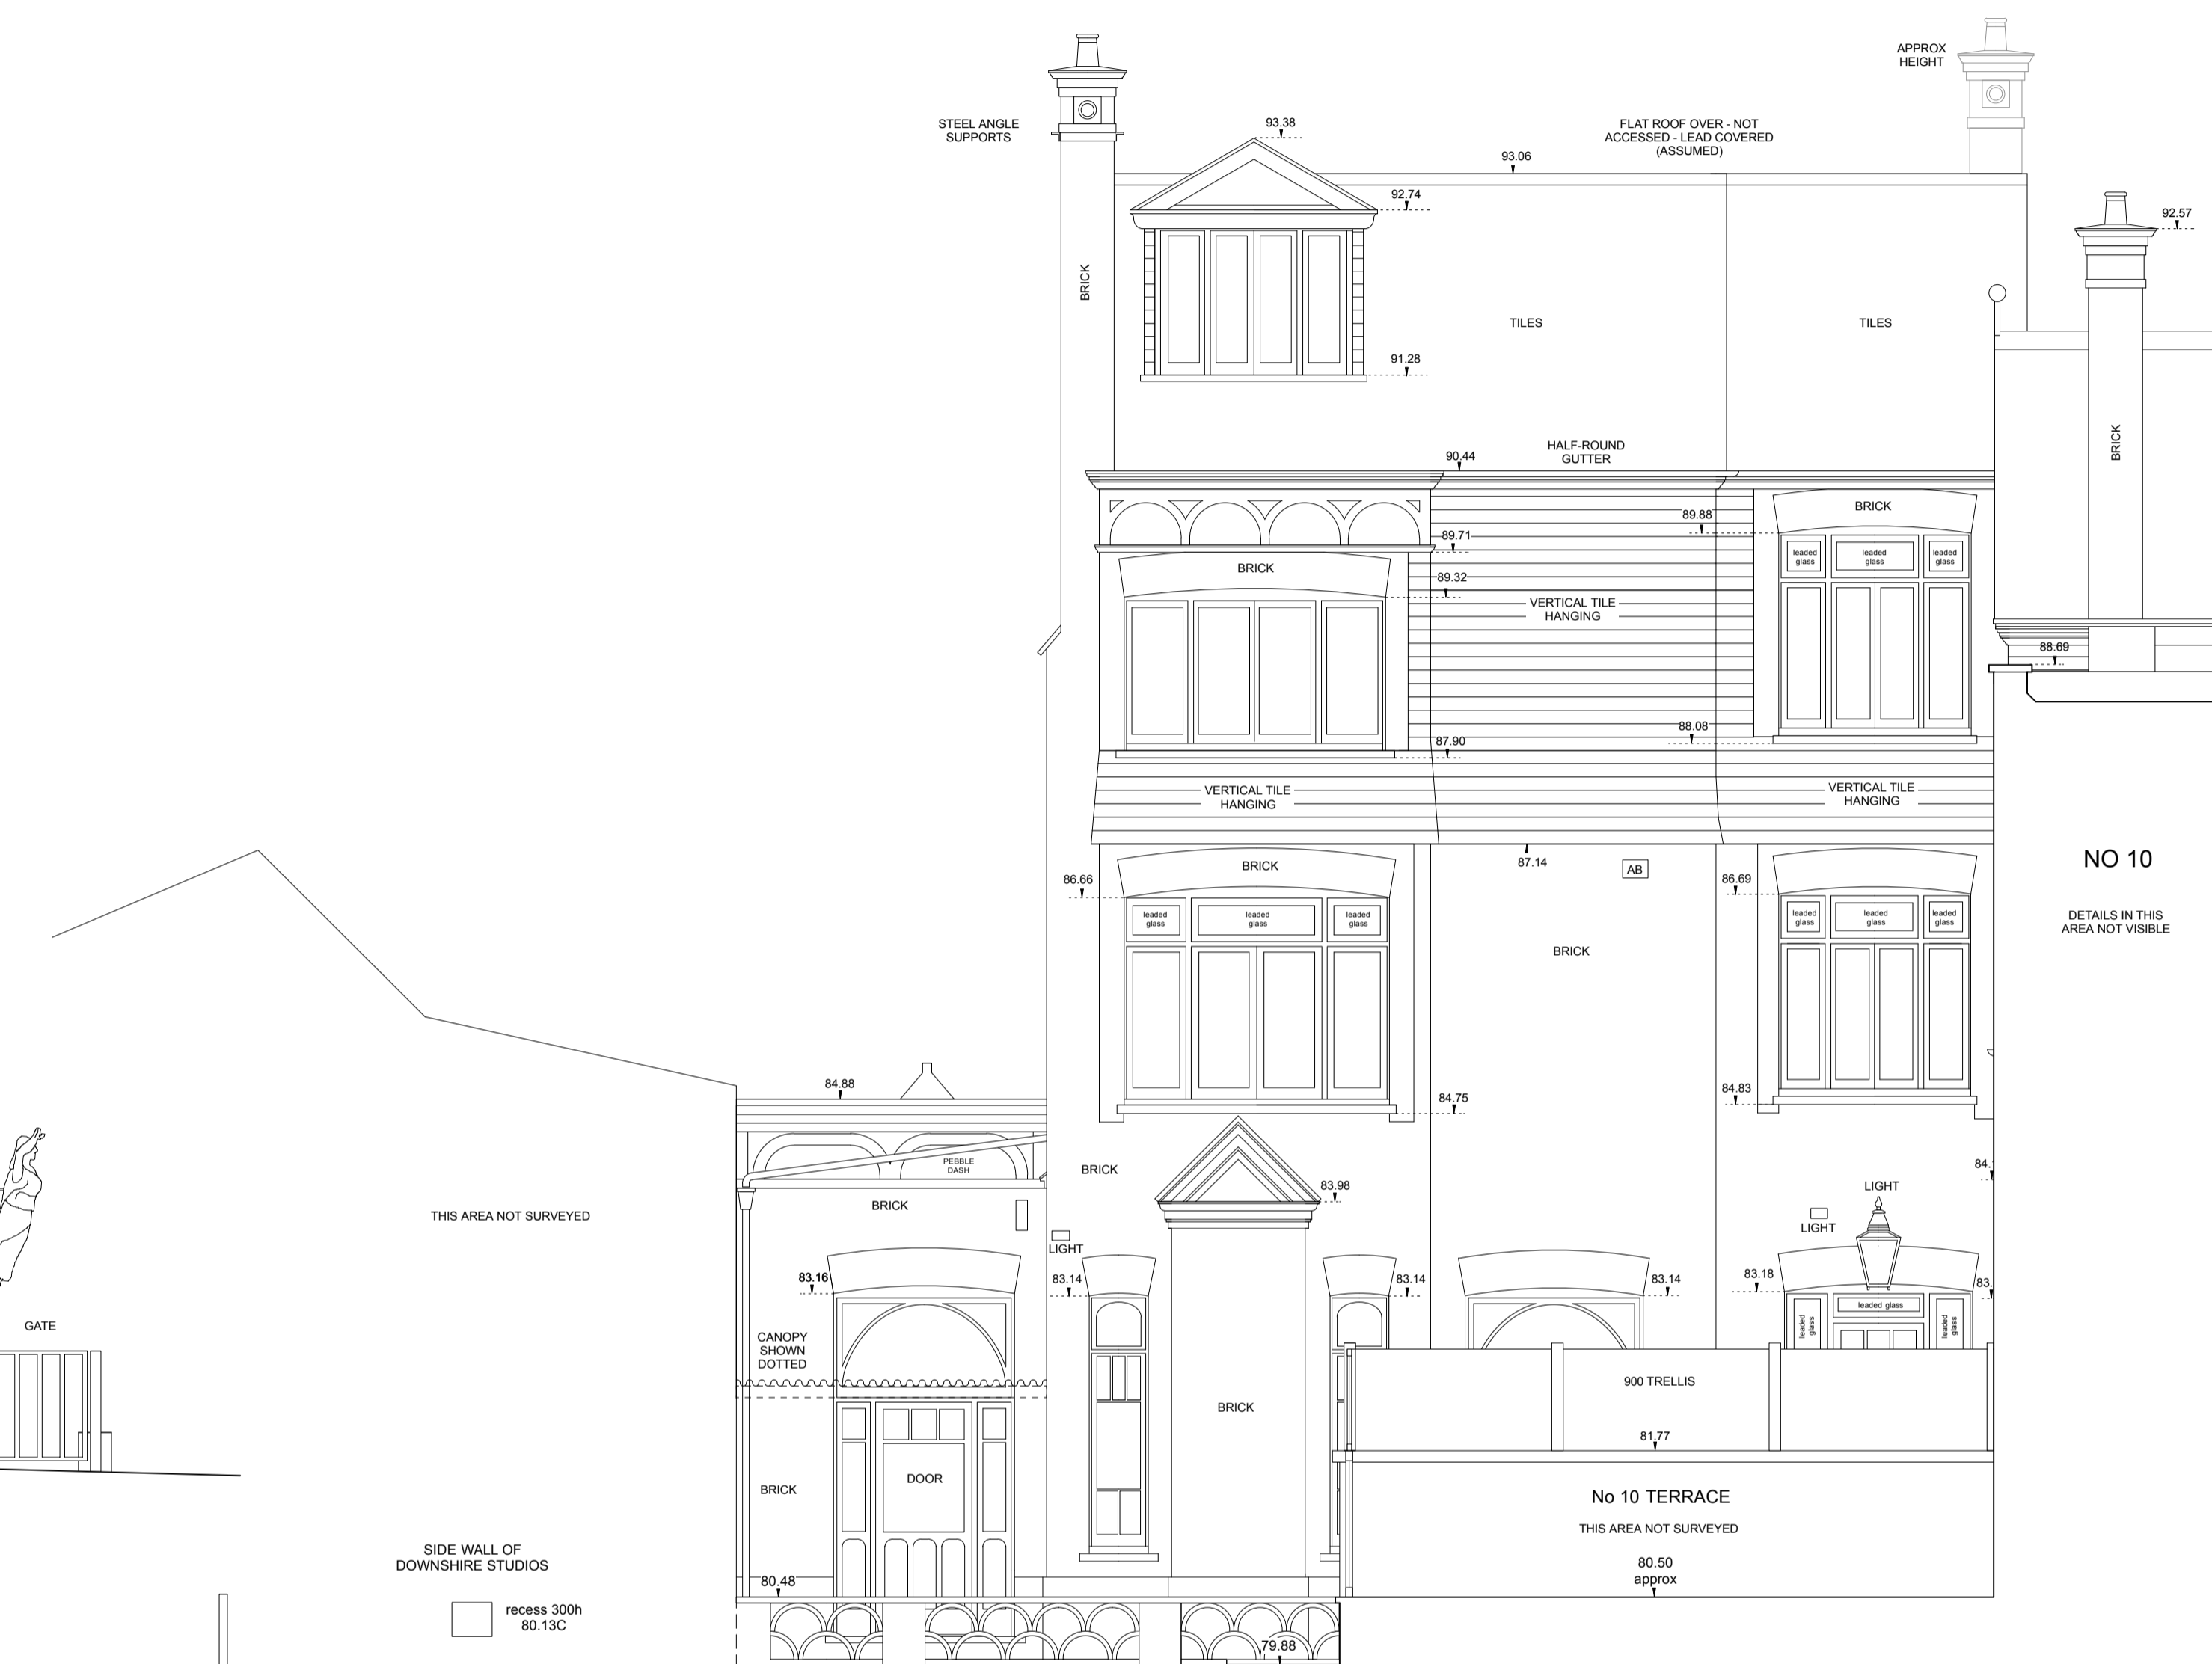 APPROX
HEIGHT
STEEL ANGLE
SUPPORTS
93.38
FLAT ROOF OVER - NOT
ACCESSED - LEAD COVERED
(ASSUMED)
93.06
92.74
92.57
BRICK
TILES
TILES
91.28
BRICK
HALF-ROUND
GUTTER
90.44
BRICK
89.88
89.71
leaded
glass
leaded
glass
leaded
glass
BRICK
89.32
VERTICAL TILE
HANGING
88.69
88.08
87.90
VERTICAL TILE
HANGING
VERTICAL TILE
HANGING
87.14
AB
BRICK
86.66
86.69
NO 10
leaded
glass
leaded
glass
leaded
glass
leaded
glass
leaded
glass
leaded
glass
DETAILS IN THIS
AREA NOT VISIBLE
BRICK
84.88
84.75
84.83
PEBBLE
DASH
BRICK
84.
83.98
LIGHT
BRICK
THIS AREA NOT SURVEYED
LIGHT
LIGHT
83.16
83.14
83.14
83.14
83.18
83.
leaded glass
leaded
glass
leaded
glass
GATE
CANOPY
SHOWN
DOTTED
900 TRELLIS
BRICK
81.77
DOOR
BRICK
No 10 TERRACE
THIS AREA NOT SURVEYED
SIDE WALL OF
DOWNSHIRE STUDIOS
80.48
80.50
approx
recess 300h
80.13C
79.88